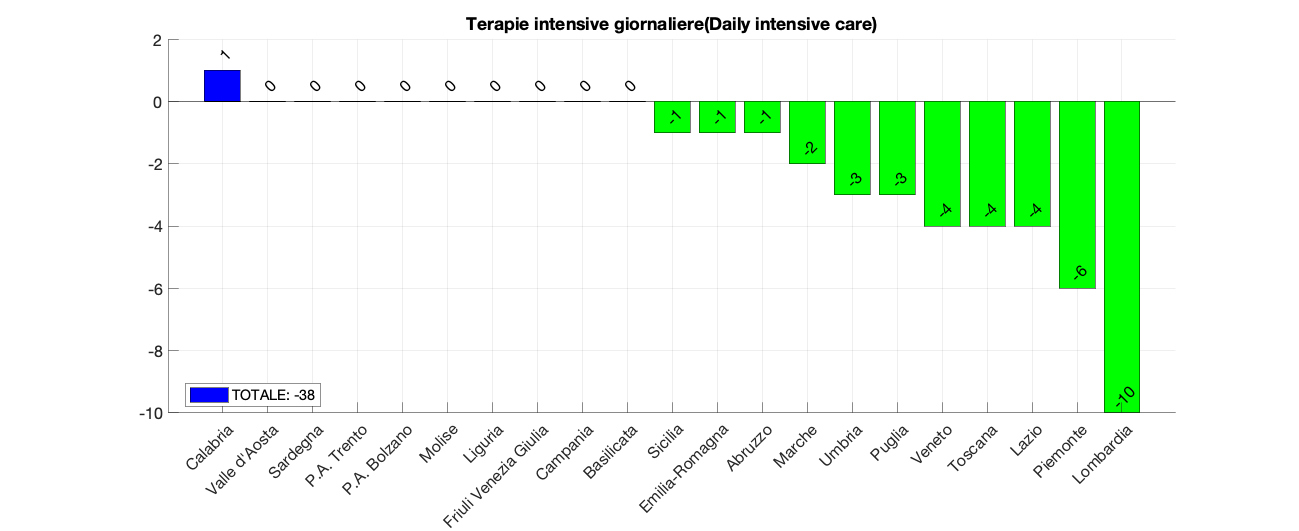 Terapie intensive giornaliere(Daily intensive care)
2
0
-2
-4
-6
-8
-10
1
0
0
0
0
0
0
0
0
0
-1
-1
-1
-2
-3
-3
-4
-4
-4
-6
-10
TOTALE: -38
Calabria
Valle d'Aosta
Sardegna
P.A. Trento
P.A. Bolzano
Molise
Liguria
Friuli Venezia Giulia
Campania
Basilicata
Sicilia
Emilia-Romagna
Abruzzo
Marche
Umbria
Puglia
Veneto
Toscana
Lazio
Piemonte
Lombardia